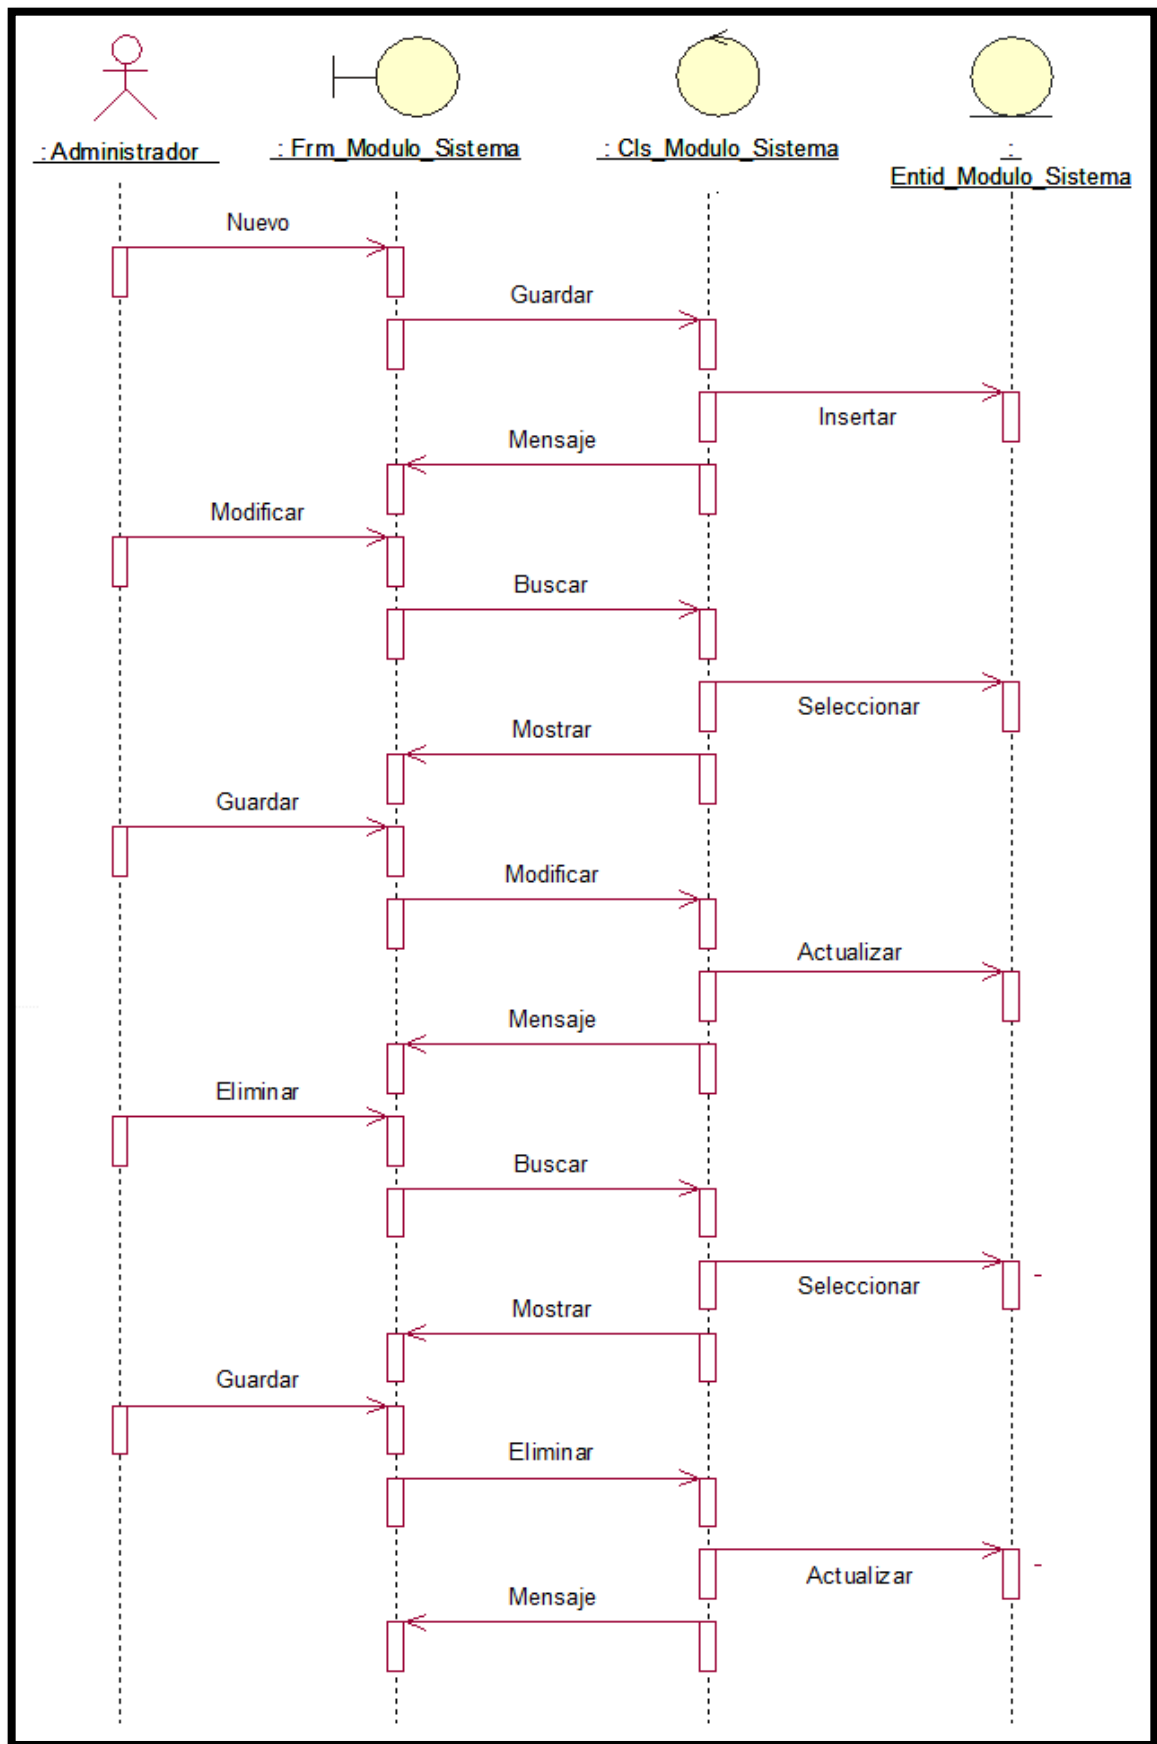 : Administrador
: Frm_Modulo_Sistema
: Cls_Modulo_Sistema
:
Entid_Modulo_Sistema
Nuevo
Guardar
Insertar
Mensaje
Modificar
Buscar
Seleccionar
Mostrar
Guardar
Modificar
Actualizar
Mensaje
Eliminar
Buscar
Seleccionar
Mostrar
Guardar
Eliminar
Actualizar
Mensaje